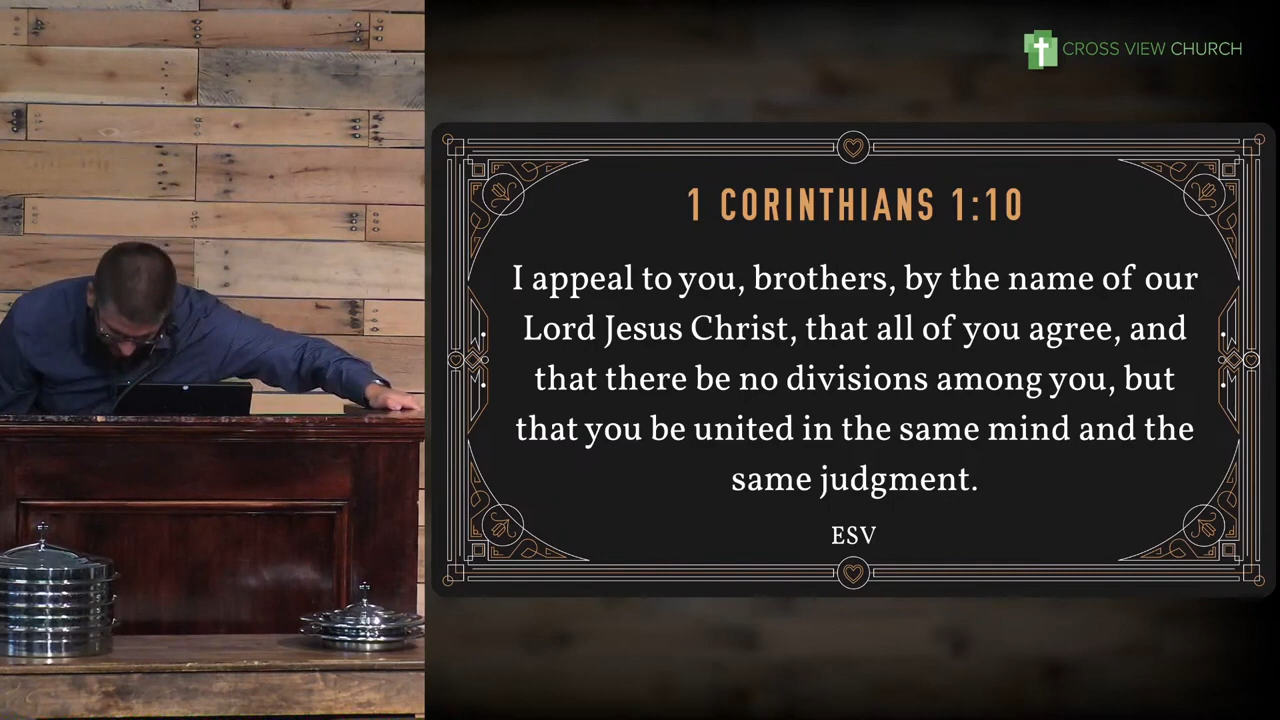 CROSS VIEW CHURCH
1 CORINTHIANS 1:10
I appeal to you, brothers, by the name of our
Lord Jesus Christ, that all of you agree, and
that there be no divisions among you, but
that you be united in the same mind and the
same judgment.
ESV